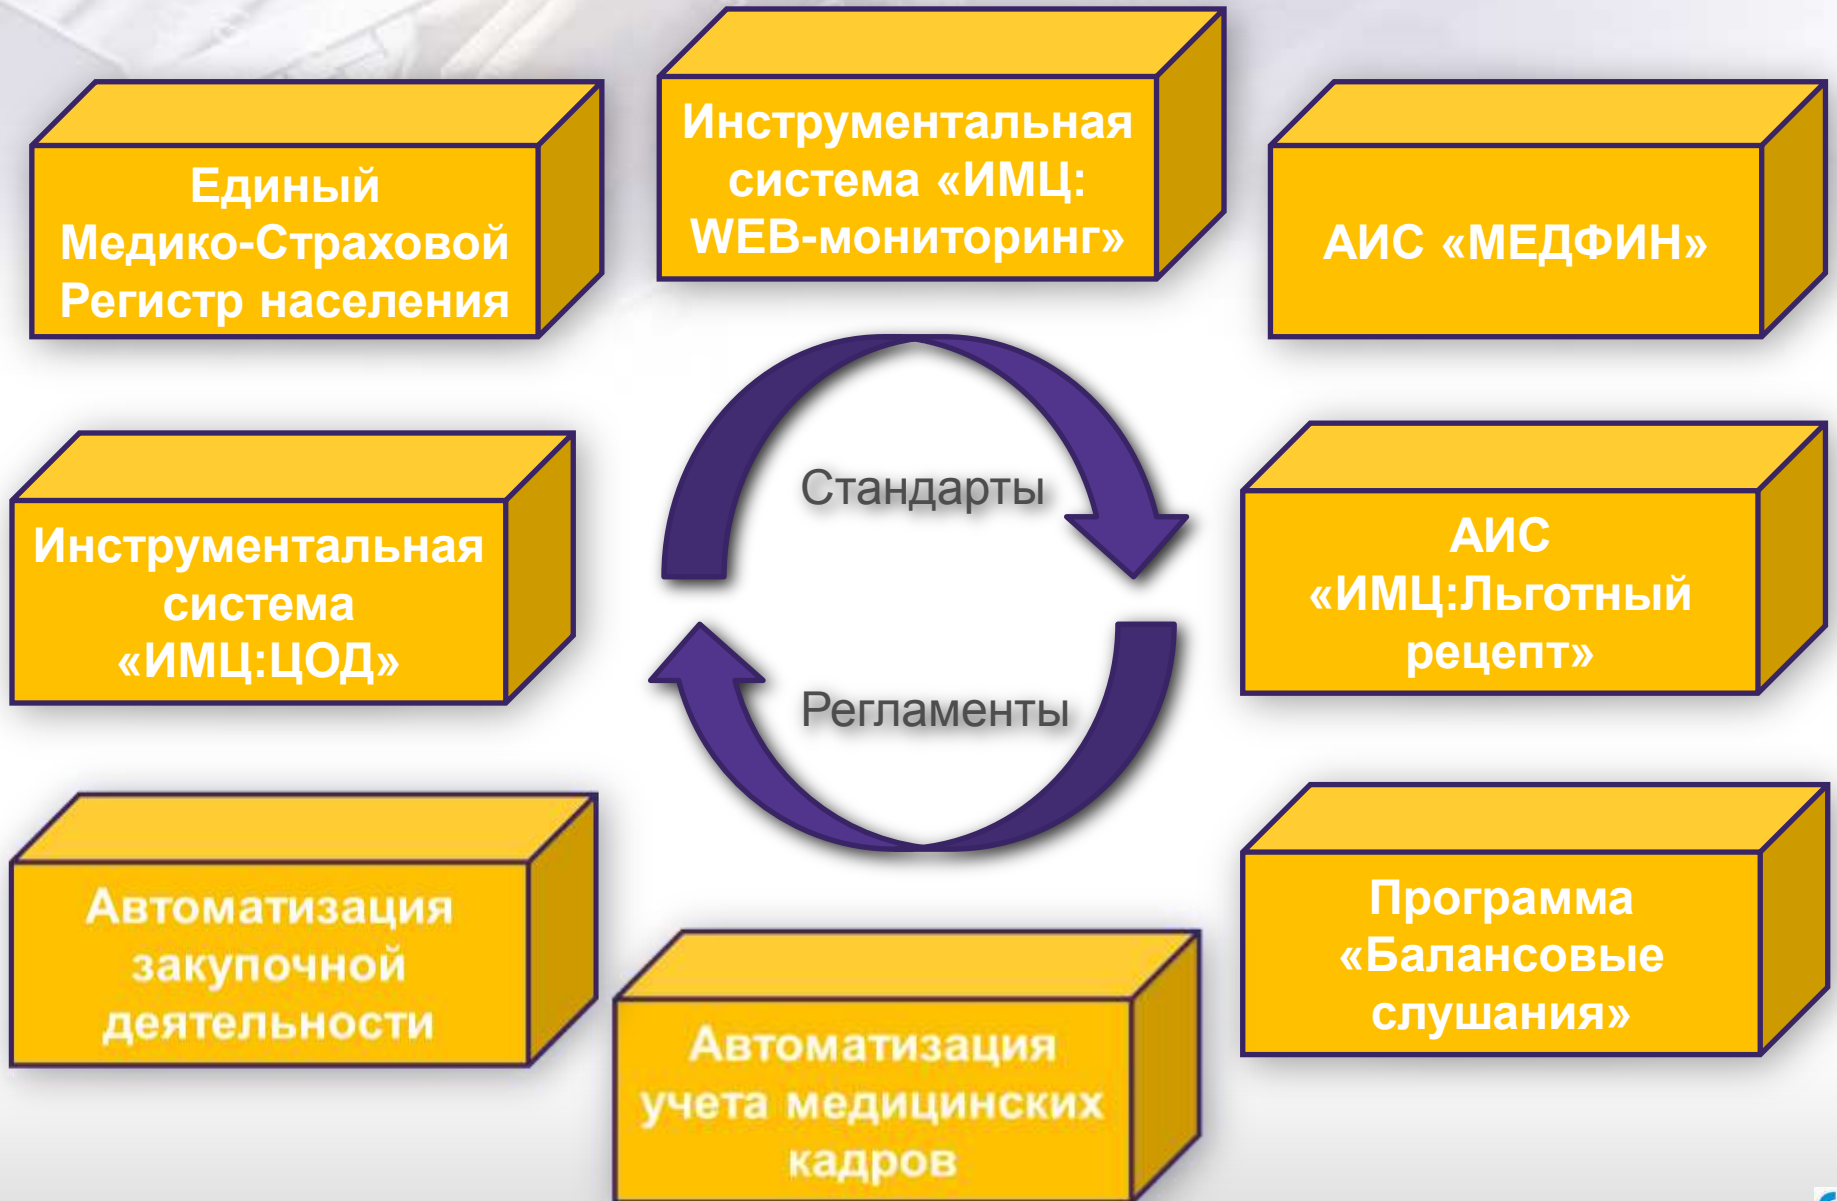 Единый
Медико-Страховой
Регистр населения
Инструментальная
система «ИМЦ:
WEB-мониторинг»
АИС «МЕДФИН»
Инструментальная
система
«ИМЦ:ЦОД»
Стандарты
Регламенты
АИС
«ИМЦ:Льготный
рецепт»
Автоматизация
закупочной
деятельности
Автоматизация
учета медицинских
кадров
Программа
«Балансовые
слушания»